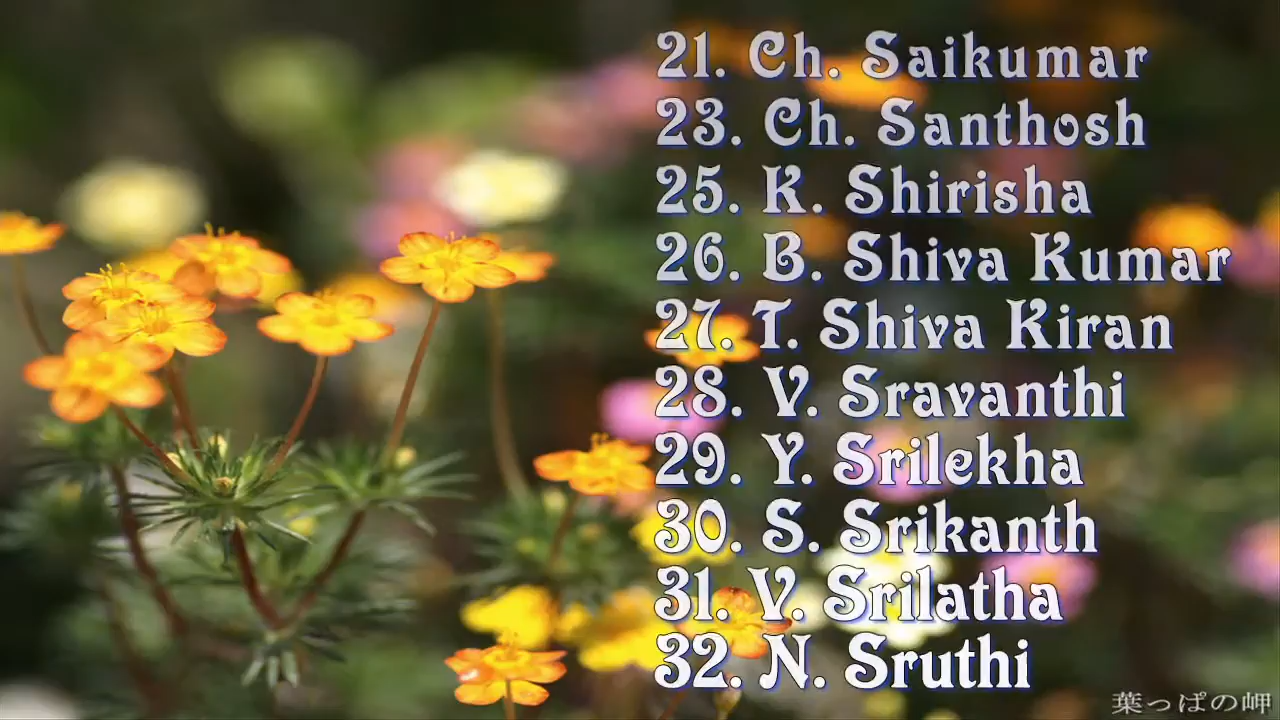 21. Ch. Saikumar
23. Ch. Santhosh
25. K. Shirisha
26. B. Shiva Kumar
27. T. Shiva Kiran
28. V. Sravanthi
29. Y. Srilekha
30. S. Srikanth
31. V. Srilatha
32. N. Sruthi
葉っぱの岬